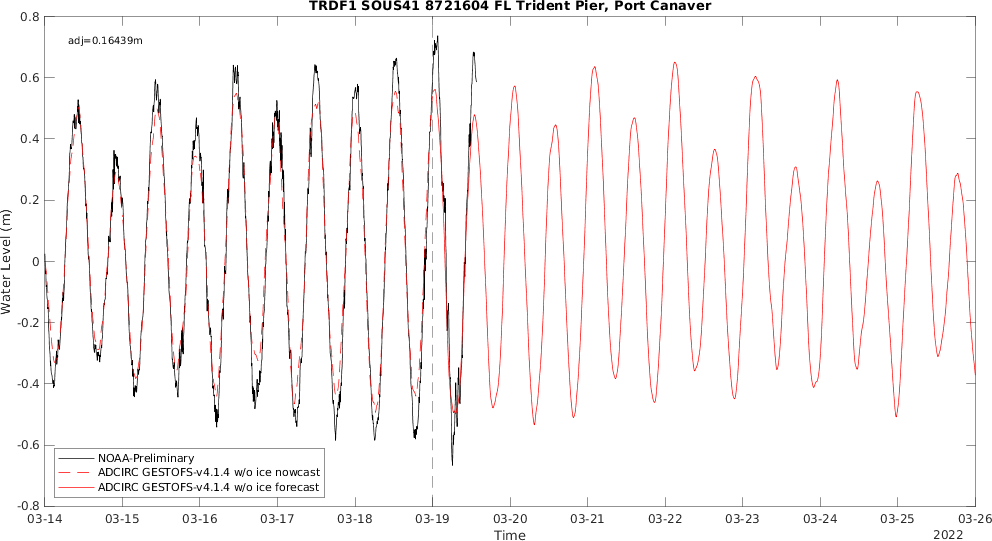 TRDF1 SOUS41 8721604 FL Trident Pier, Port Canaver
adj=0.16439m
0.8
0.6
0.4
0.2
0
-0.2
-0.4
-0.6
-0.8
Water Level (m)
NOAA-Preliminary
ADCIRC GESTOFS-v4.1.4 w/o ice nowcast
ADCIRC GESTOFS-v4.1.4 w/o ice forecast
03-14 03-15 03-16 03-17 03-18 03-19 03-20 03-21 03-22 03-23 03-24 03-25 03-26
Time
2022